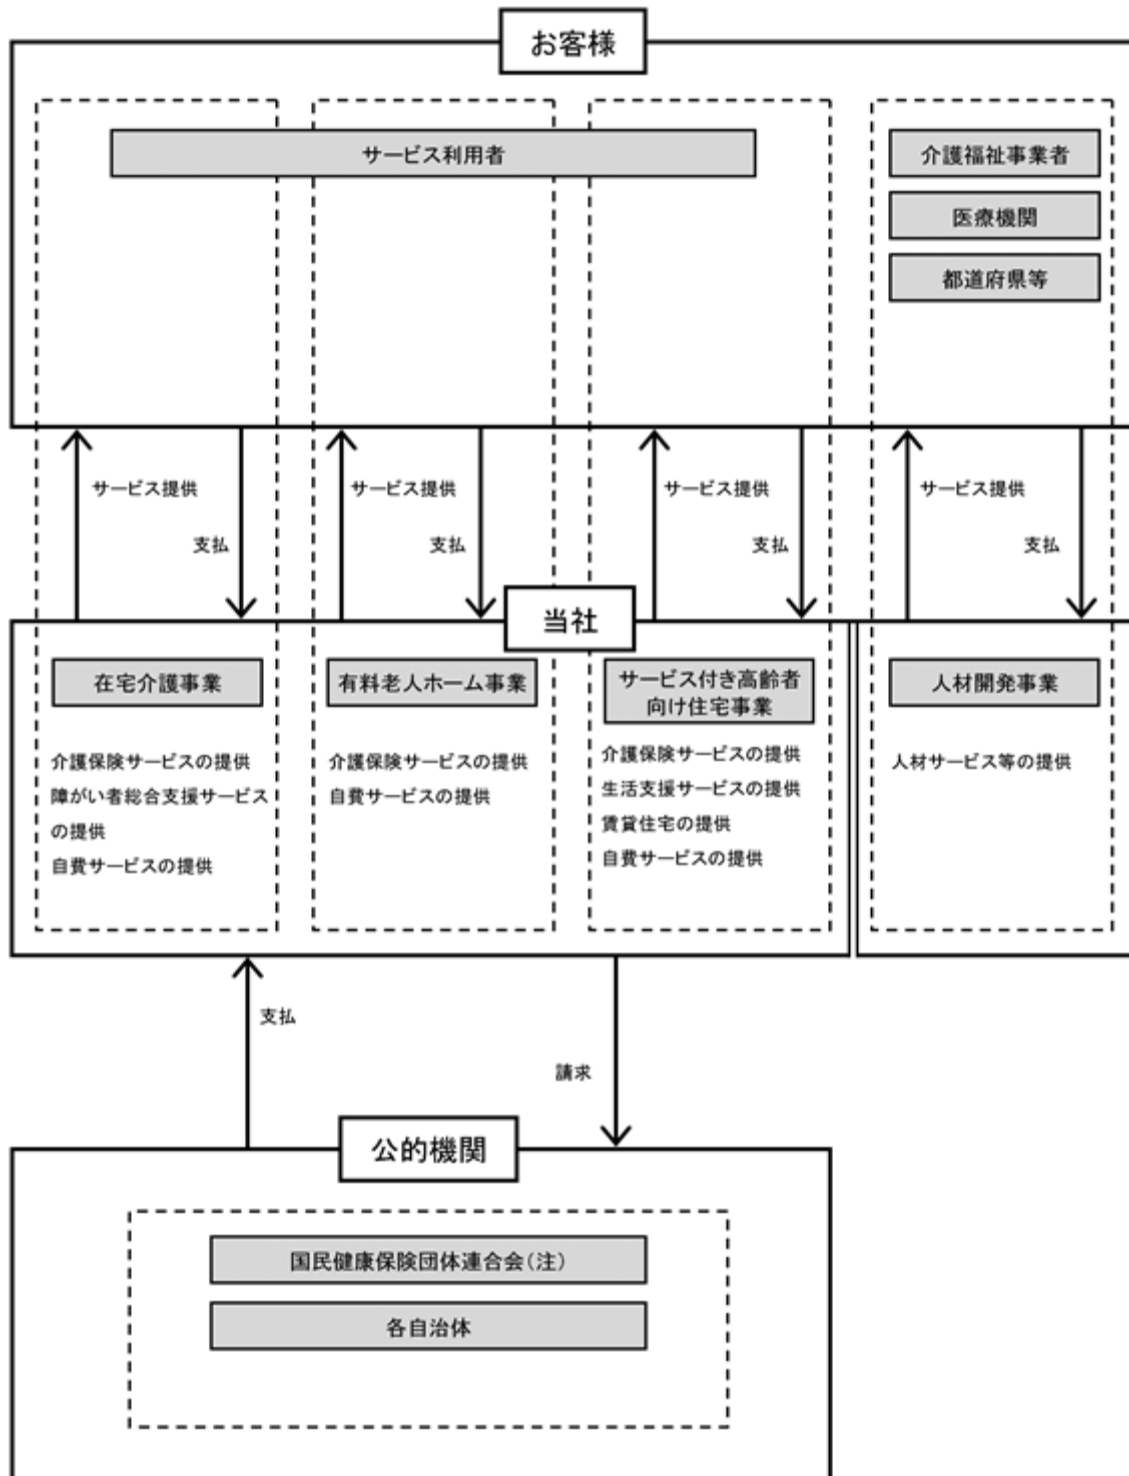 お客様
サービス利用者
介護福祉事業者
医療機関
都道府県等
サービス提供
支払
サービス提供
支払
サービス提供
支払
サービス提供
支払
当社
在宅介護事業
介護保険サービスの提供
障がい者総合支援サービス
の提供
自費サービスの提供
有料老人ホーム事業
介護保険サービスの提供
自費サービスの提供
サービス付き高齢者
向け住宅事業
介護保険サービスの提供
生活支援サービスの提供
賃貸住宅の提供
自費サービスの提供
人材開発事業
人材サービス等の提供
支払
請求
公的機関
国民健康保険団体連合会(注)
各自治体